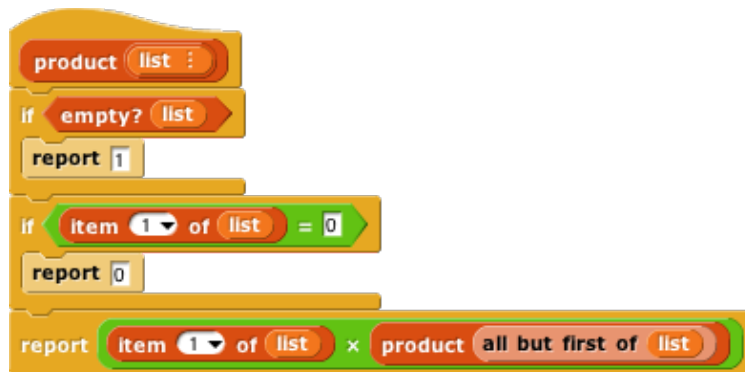 product list ⋮
if empty? list
report 1
if item 1 of list = 0
report 0
report item 1 of list × product all but first of list